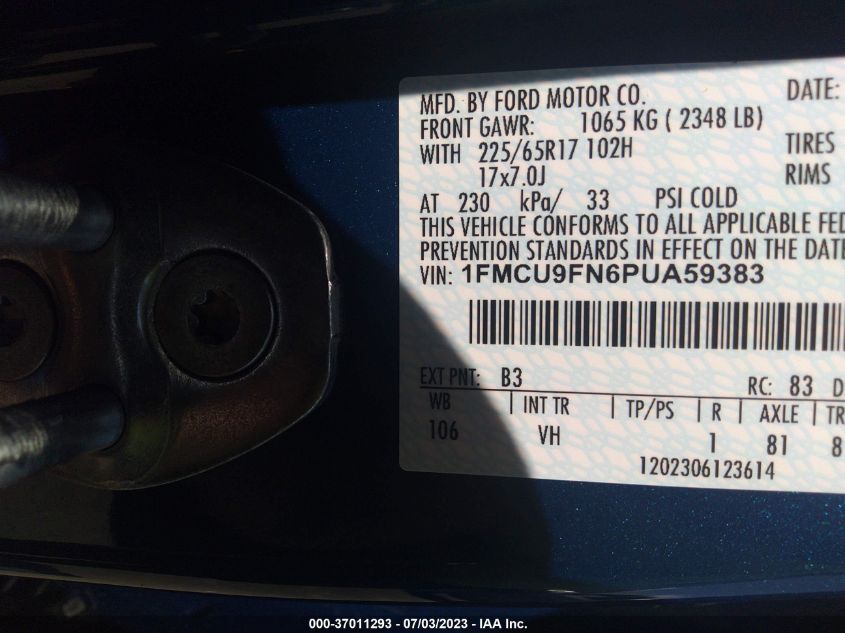 MFD. BY FORD MOTOR CO. DATE:
FRONT GAWR: 1065 KG ( 2348 LB)
WITH 225/65R17 102H TIRES
17x7.0J RIMS
AT 230 kPa/ 33 PSI COLD
THIS VEHICLE CONFORMS TO ALL APPLICABLE FED
PREVENTION STANDARDS IN EFFECT ON THE DATE
VIN: 1FMCU9FN6PUA59383
EXT PNT: B3 RC: 83 D
WB | INT TR | TP/PS | R | AXLE | TR
106 VH 1 81 8
1202306123614
000-37011293 - 07/03/2023 - IAA Inc.